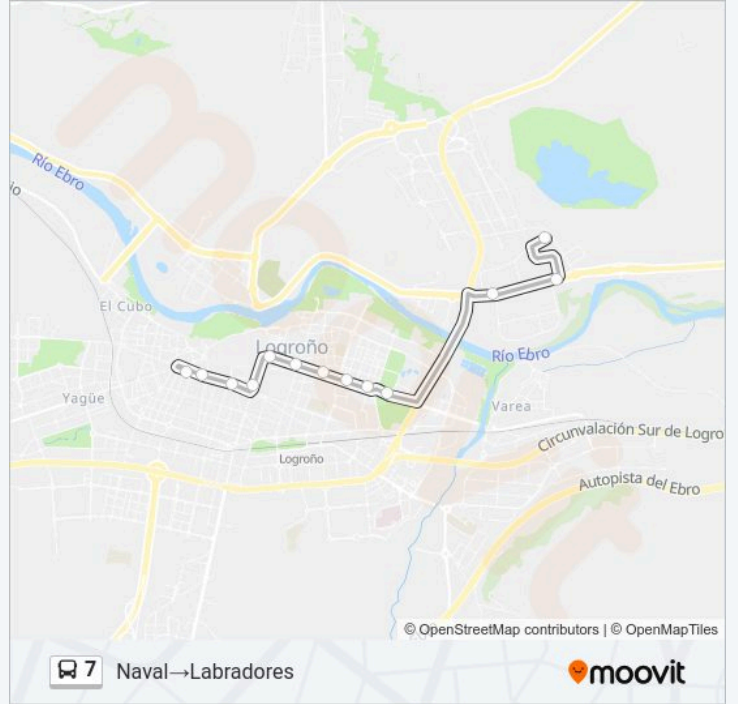 Río Ebro
io
El Cubo
Logroño
Río Ebro
Yagüe
Varea
Circunvalación Sur de Logro
Logroño
Autopista del Ebro
© OpenStreetMap contributors | © OpenMapTiles
7 Naval→Labradores
moovit